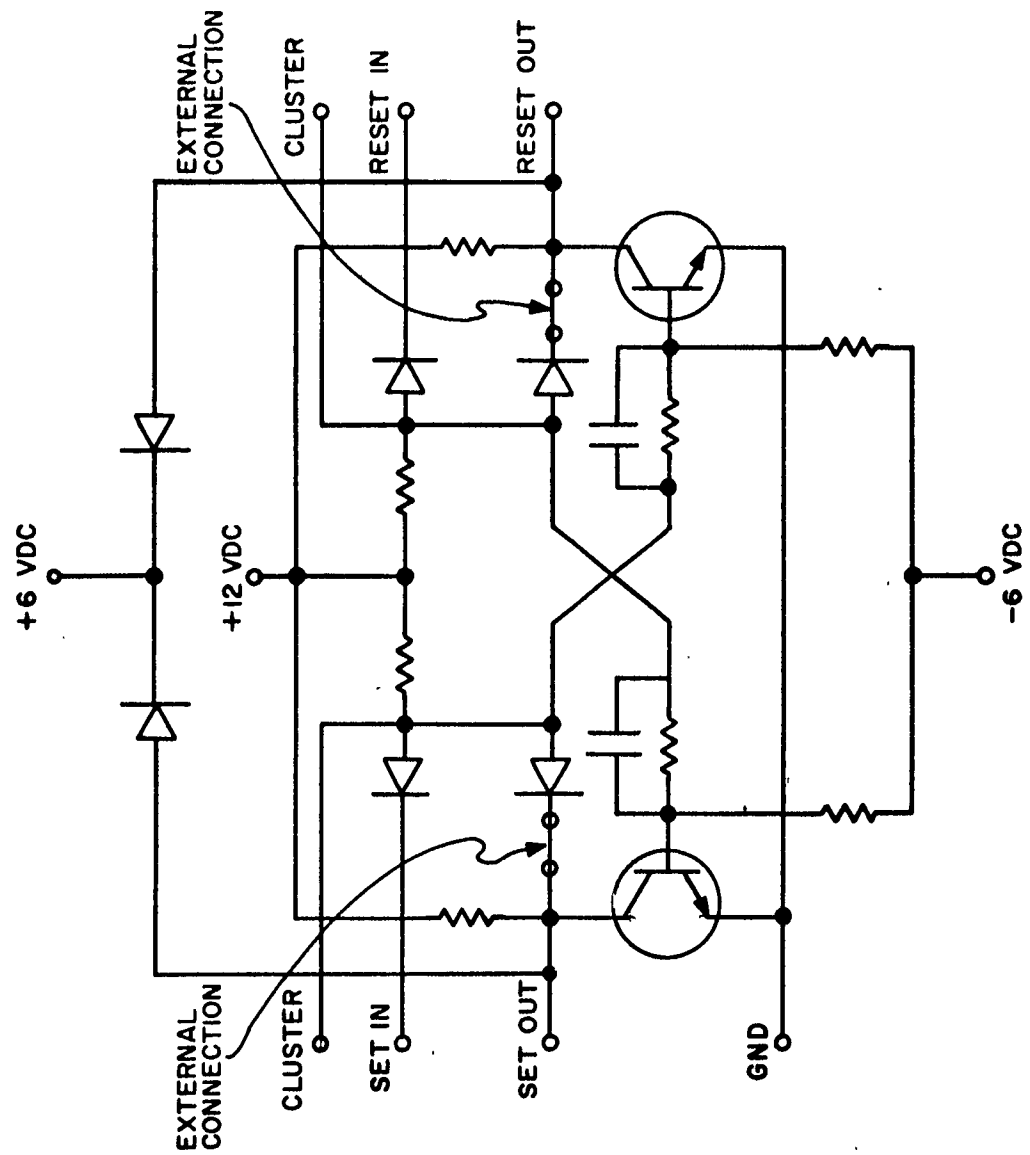 EXTERNAL
CONNECTION
CLUSTER
SET IN
SET OUT
GND
+6 VDC
+12 VDC
-6 VDC
EXTERNAL
CONNECTION
CLUSTER
RESET IN
RESET OUT